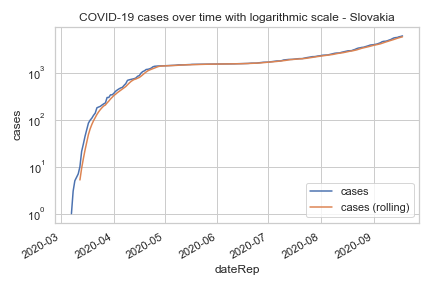 COVID-19 cases over time with logarithmic scale - Slovakia
cases
10³
10²
10¹
10⁰
2020-03
2020-04
2020-05
2020-06
2020-07
2020-08
2020-09
dateRep
cases
cases (rolling)